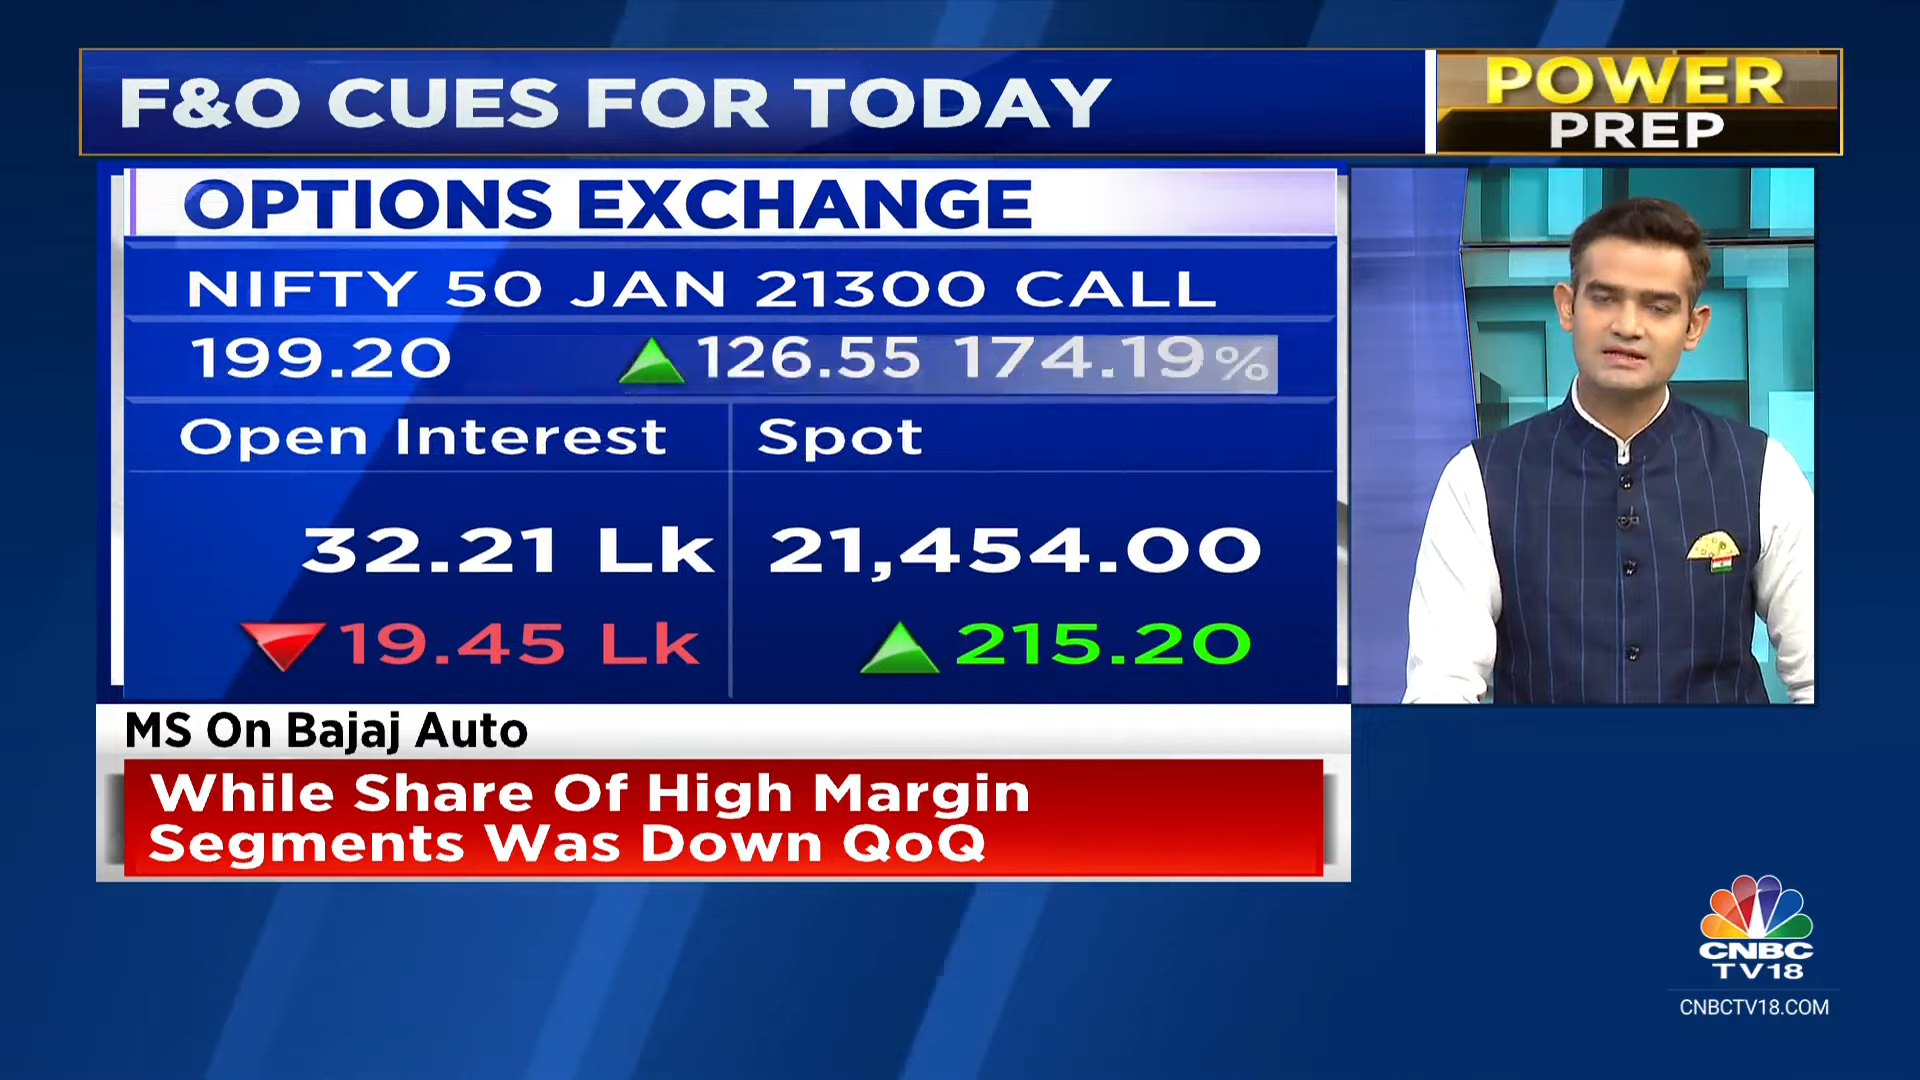 F&O CUES FOR TODAY
POWER
PREP
OPTIONS EXCHANGE
NIFTY 50 JAN 21300 CALL
199.20 126.55 174.19%
Open Interest Spot
32.21 Lk 21,454.00
19.45 Lk 215.20
MS On Bajaj Auto
While Share Of High Margin
Segments Was Down QoQ
CNBC
TV18
CNBCTV18.COM